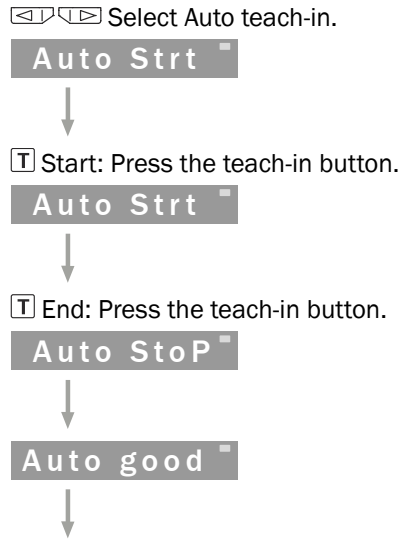 Select Auto teach-in.
Auto Strt
T Start: Press the teach-in button.
Auto Strt
T End: Press the teach-in button.
Auto StoP
Auto good